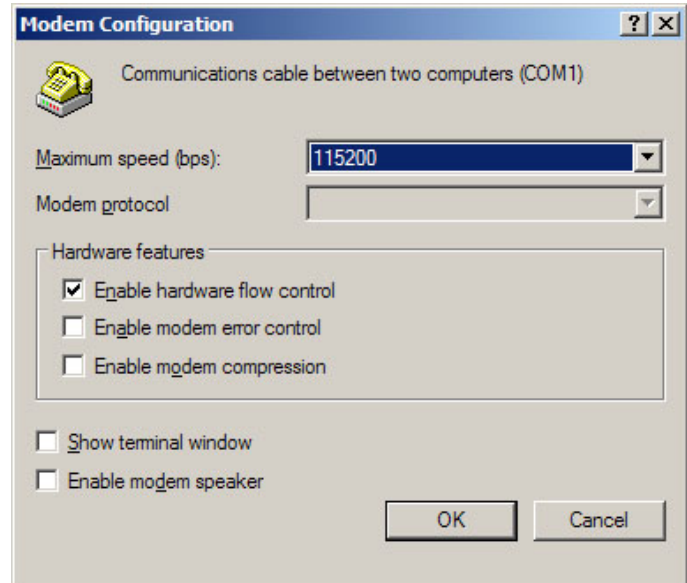 Modem Configuration
Communications cable between two computers (COM1)
Maximum speed (bps): 115200
Modem protocol
Hardware features
Enable hardware flow control
Enable modem error control
Enable modem compression
Show terminal window
Enable modem speaker
OK Cancel